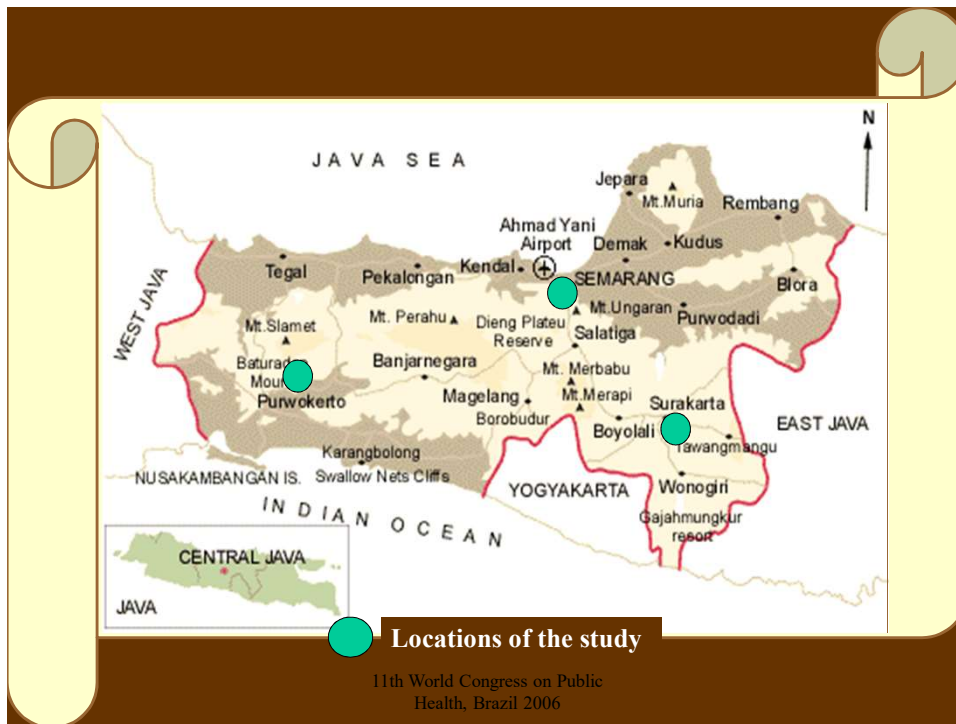 N
JAVA SEA
Jepara
Mt.Muria
Rembang
Ahmad Yani
Airport
Demak
Kudus
Tegal
Pekalongan
Kendal
SEMARANG
Blora
WEST JAVA
Mt.Slamet
Mt. Perahu
Dieng Plateu
Reserve
Mt.Ungaran
Purwodadi
Salatiga
Banjarnegara
Mt. Merbabu
Magelang
Mt.Merapi
Surakarta
Purwokerto
Borobudur
Boyolali
EAST JAVA
Tawangmangu
Karangbolong
Swallow Nets Cliffs
NUSAKAMBANGAN IS.
YOGYAKARTA
Wonogiri
INDIAN OCEAN
Gajahmungkur
resort
CENTRAL JAVA
JAVA
Locations of the study
11th World Congress on Public
Health, Brazil 2006